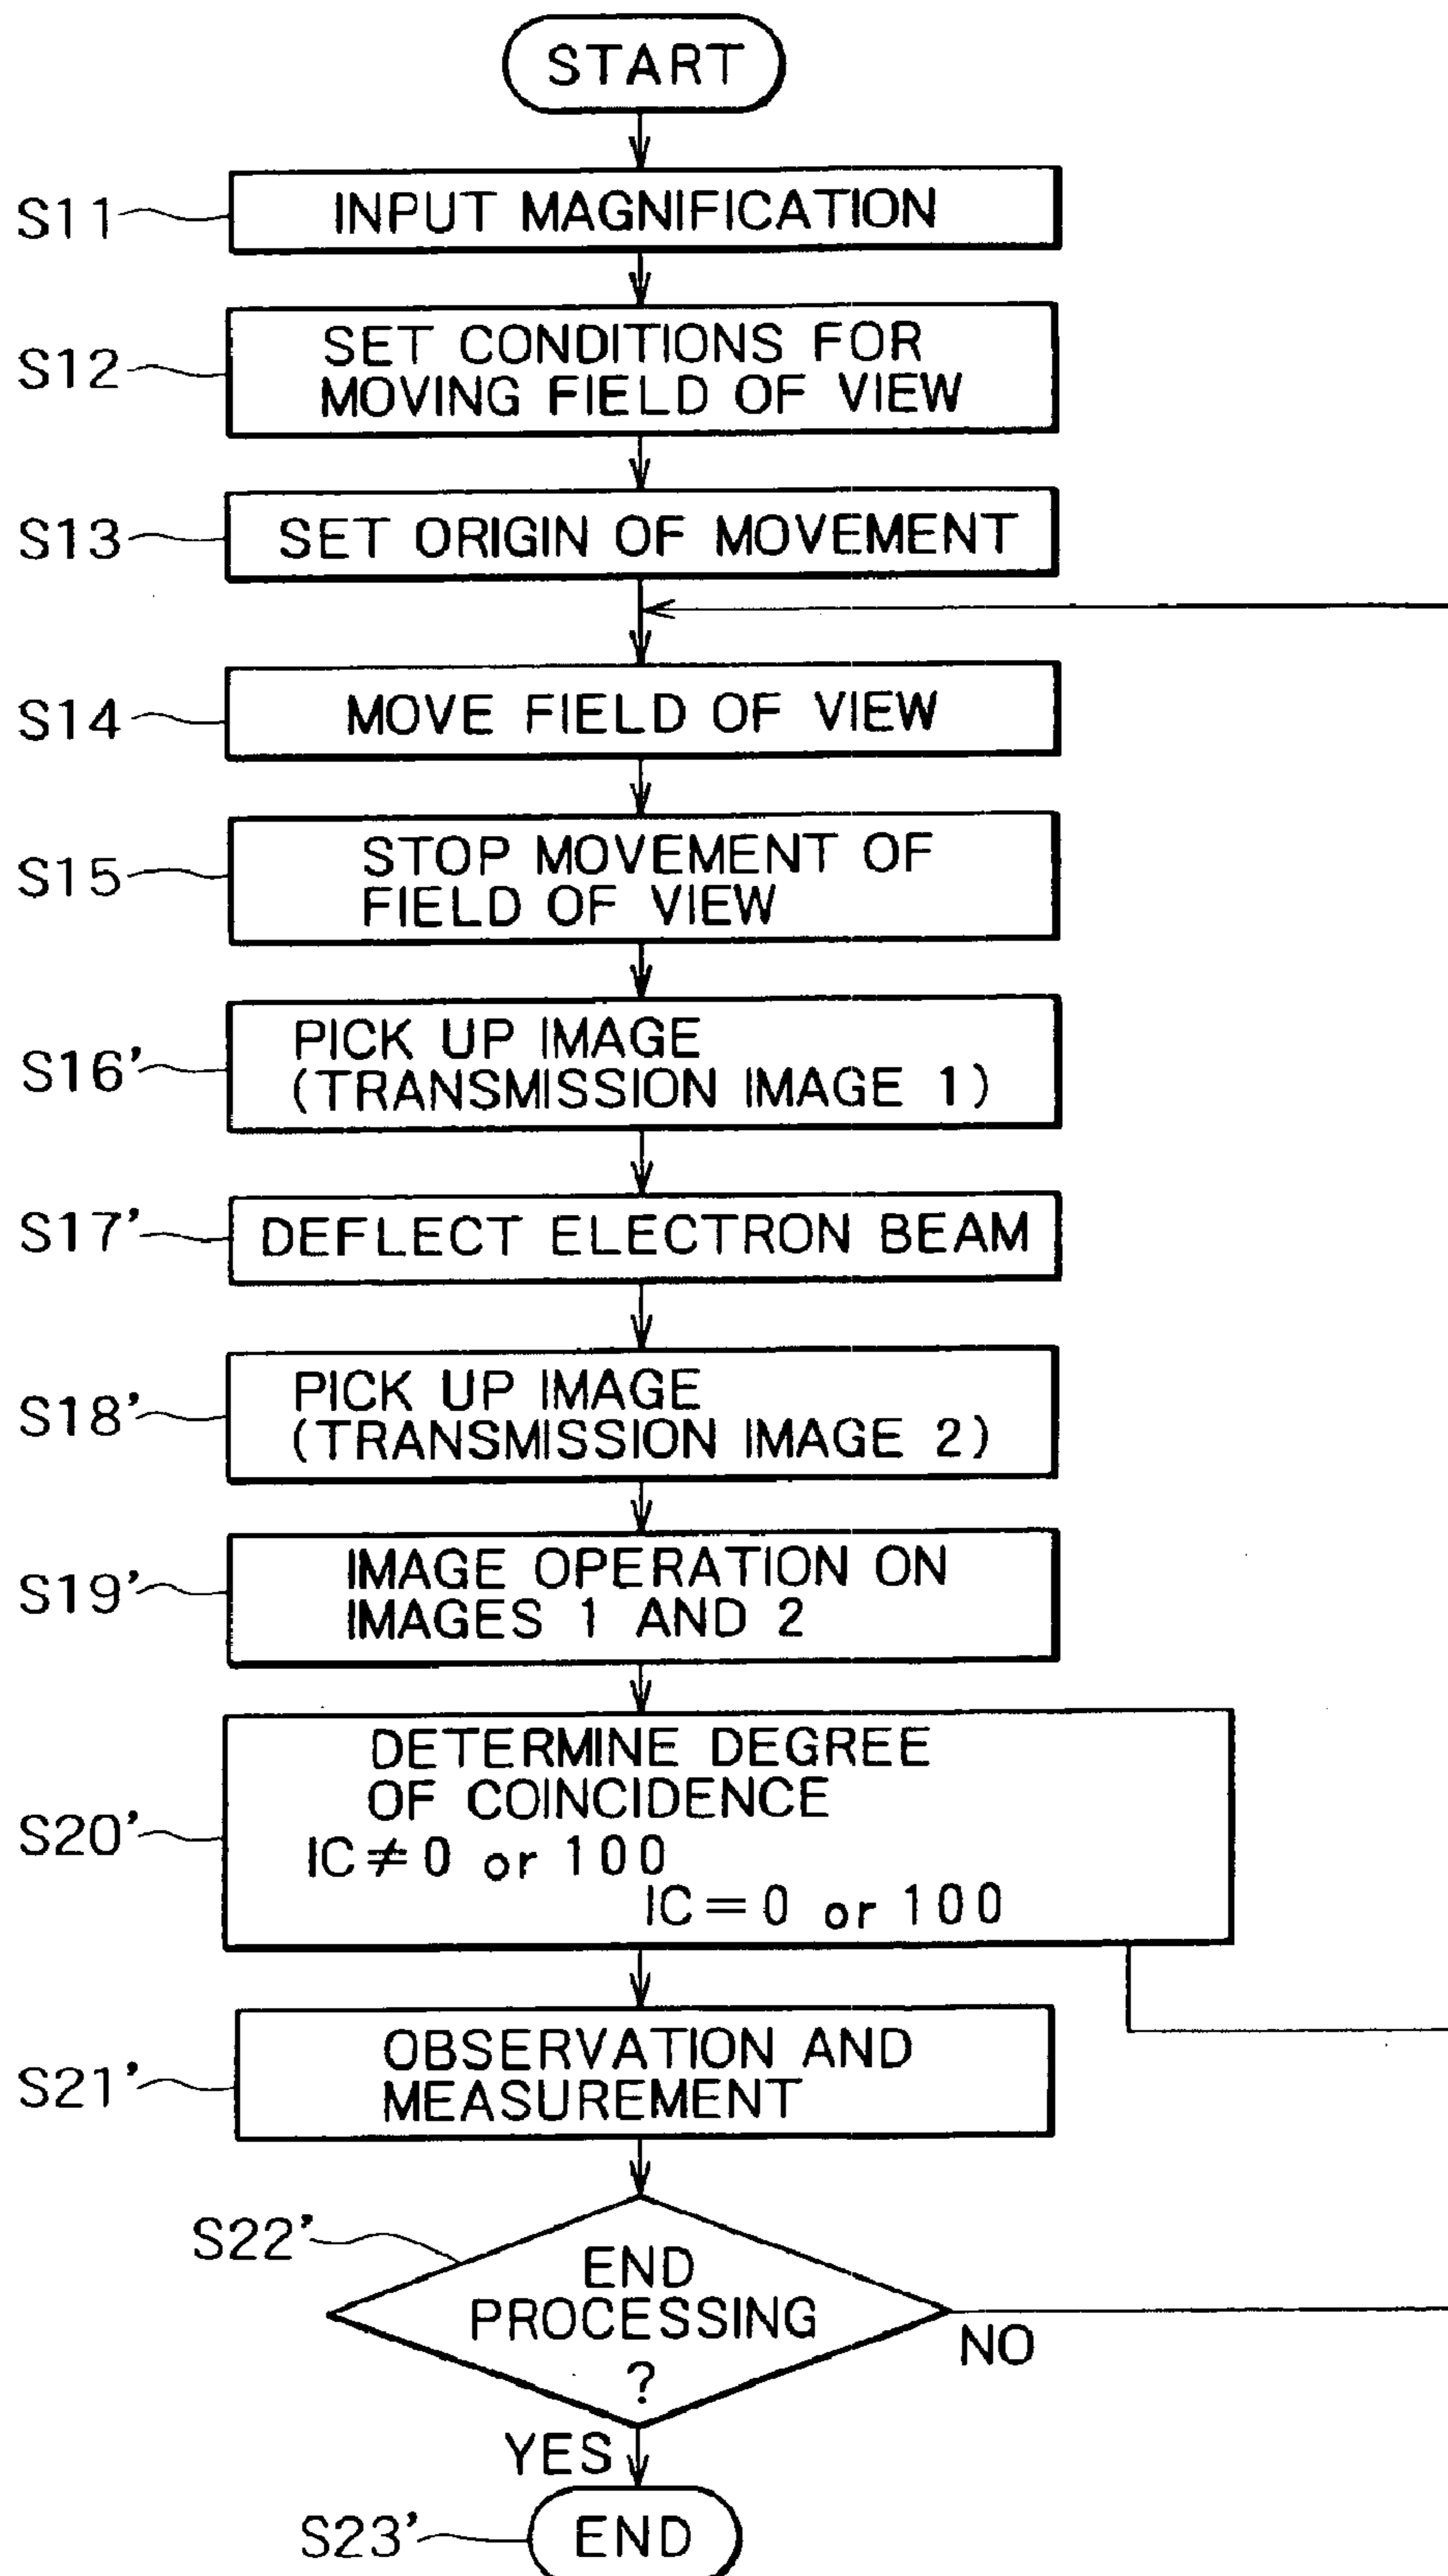 START
S11
INPUT MAGNIFICATION
S12
SET CONDITIONS FOR
MOVING FIELD OF VIEW
S13
SET ORIGIN OF MOVEMENT
S14
MOVE FIELD OF VIEW
S15
STOP MOVEMENT OF
FIELD OF VIEW
S16'
PICK UP IMAGE
(TRANSMISSION IMAGE 1)
S17'
DEFLECT ELECTRON BEAM
S18'
PICK UP IMAGE
(TRANSMISSION IMAGE 2)
S19'
IMAGE OPERATION ON
IMAGES 1 AND 2
S20'
DETERMINE DEGREE
OF COINCIDENCE
IC≠0 or 100
IC=0 or 100
S21'
OBSERVATION AND
MEASUREMENT
S22'
END
PROCESSING
?
NO
YES
S23'
END